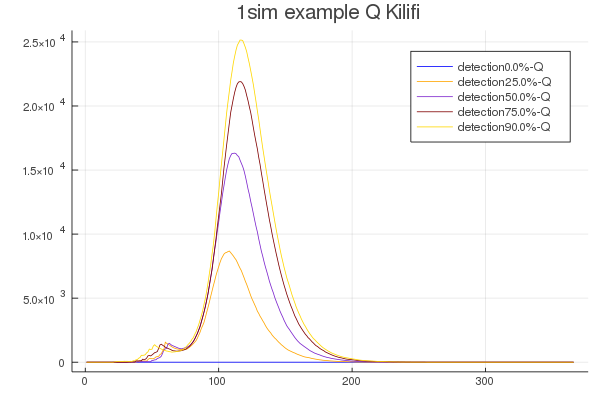 1sim example Q Kilifi
2.5×10⁴
2.0×10⁴
1.5×10⁴
1.0×10⁴
5.0×10³
0
detection0.0%-Q
detection25.0%-Q
detection50.0%-Q
detection75.0%-Q
detection90.0%-Q
0 100 200 300